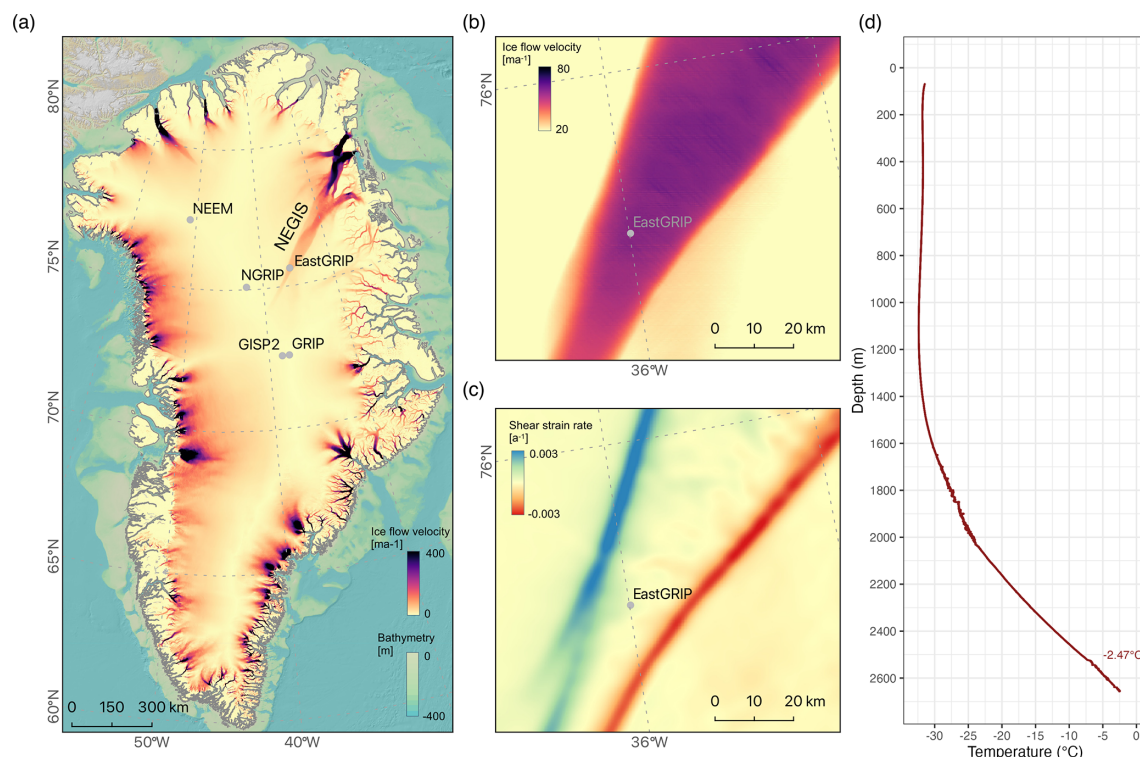 (a)
80°N
75°N
70°N
65°N
60°N
50°W
40°W
NEEM
NEGIS
EastGRIP
NGRIP
GISP2
GRIP
Ice flow velocity
[ma-1]
400
0
Bathymetry
[m]
0
-400
0 150 300 km
(b)
Ice flow velocity
[ma⁻¹]
80
20
76°N
EastGRIP
0 10 20 km
36°W
(c)
Shear strain rate
[a⁻¹]
0.003
-0.003
76°N
EastGRIP
0 10 20 km
36°W
(d)
Depth (m)
0
200
400
600
800
1000
1200
1400
1600
1800
2000
2200
2400
2600
-2.47°C
-30 -25 -20 -15 -10 -5 0
Temperature (°C)